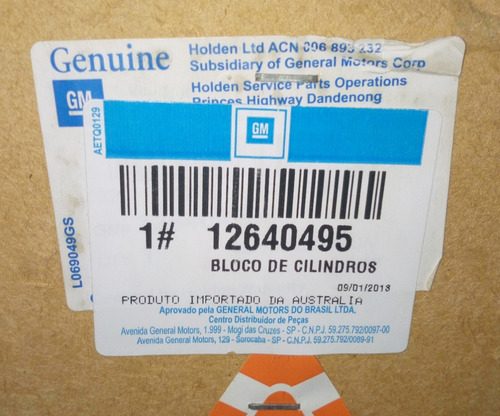 Genuine
Holden Ltd ACN 006 893 232
Subsidiary of General Motors Corp
Holden Service Parts Operations
Princes Highway Dandenong
GM
AETQ0129
L069049GS
GM
1# 12640495
BLOCO DE CILINDROS
09/01/2013
PRODUTO IMPORTADO DA AUSTRALIA
Aprovado pela GENERAL MOTORS DO BRASIL LTDA.
Centro Distribuidor de Peças
Avenida General Motors, 1.999 - Mogi das Cruzes - SP - C.N.P.J. 59.275.792/0097-00
Avenida General Motors, 129 - Sorocaba - SP - C.N.P.J. 59.275.792/0089-91